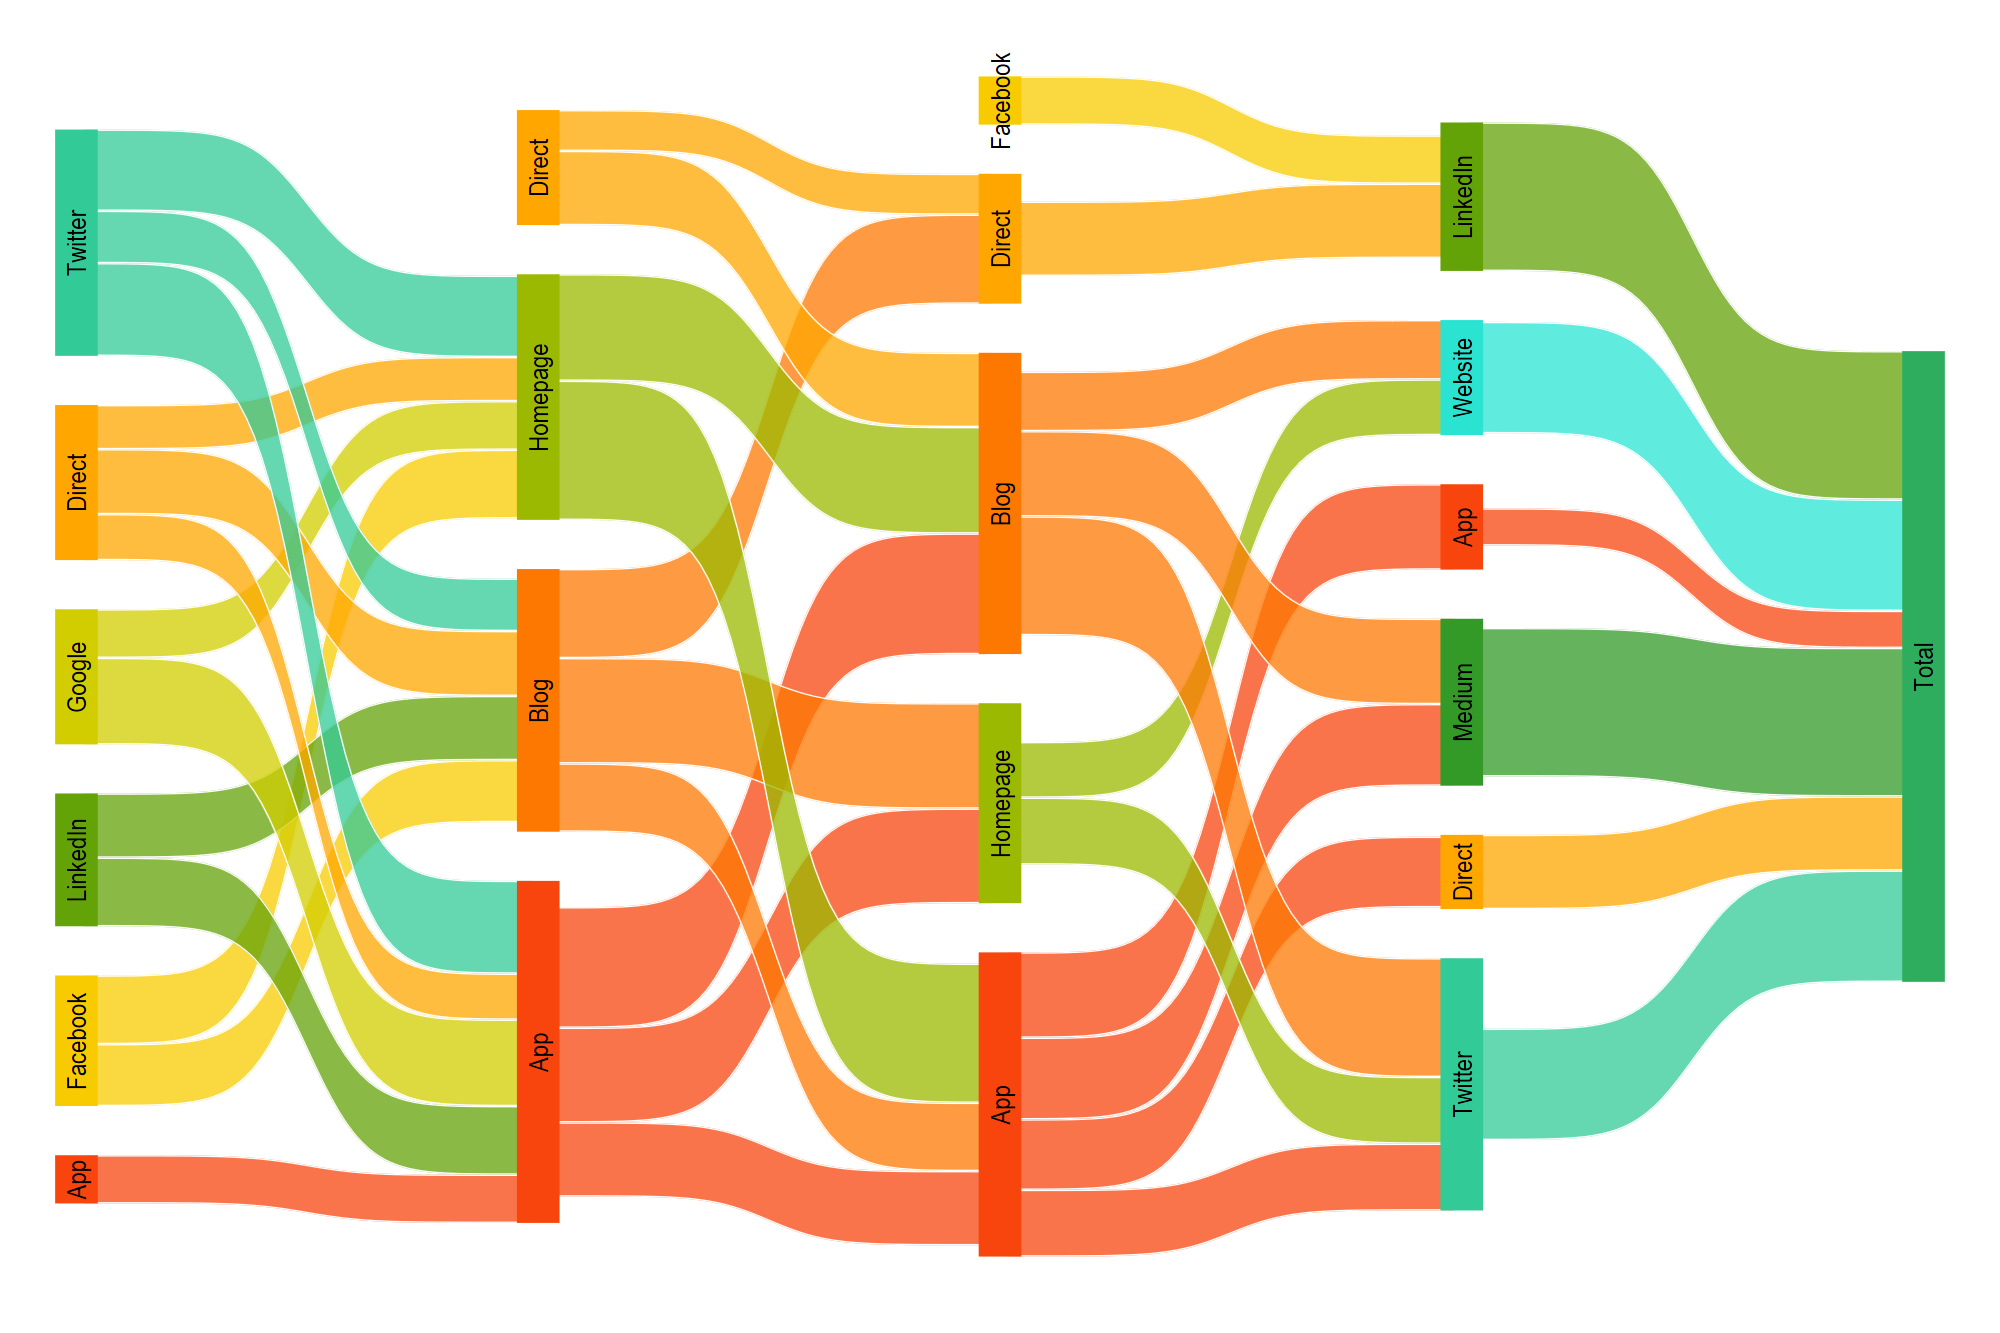 Twitter
Direct
Google
LinkedIn
Facebook
App
Direct
Homepage
Blog
App
Facebook
Direct
Blog
Homepage
App
LinkedIn
Website
App
Medium
Direct
Twitter
Total